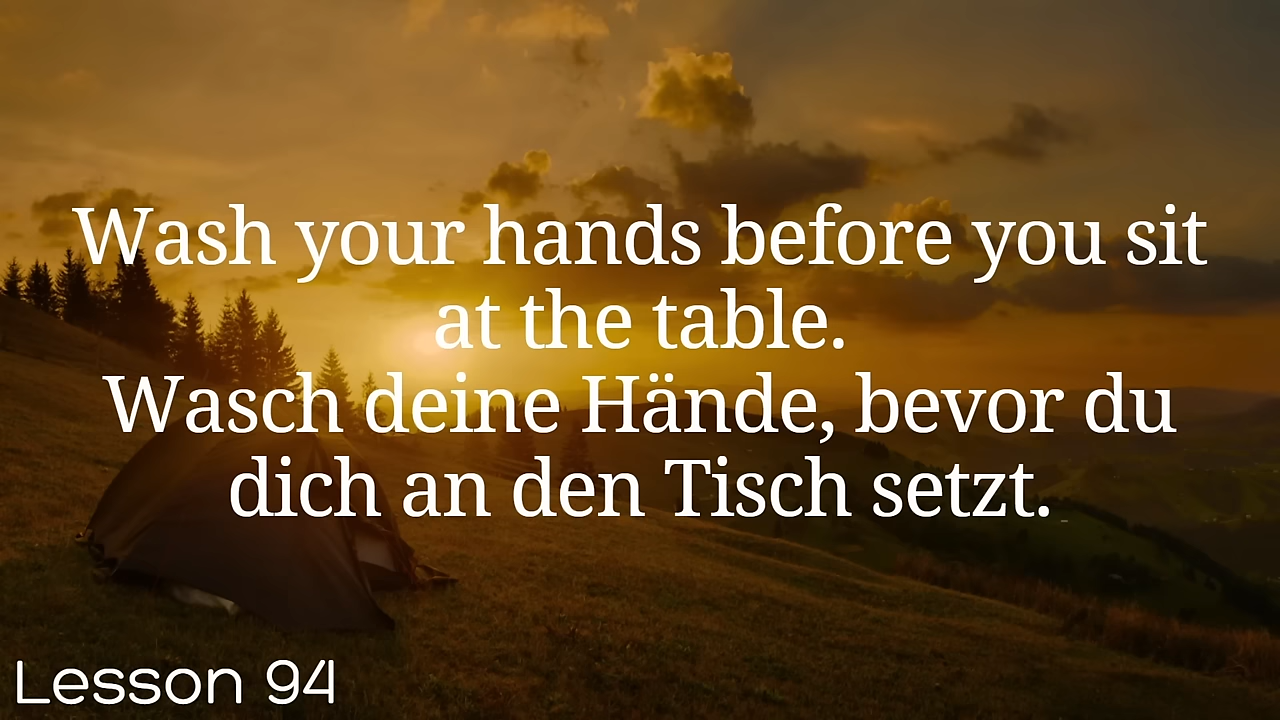 Wash your hands before you sit
at the table.
Wasch deine Hände, bevor du
dich an den Tisch setzt.
Lesson 94